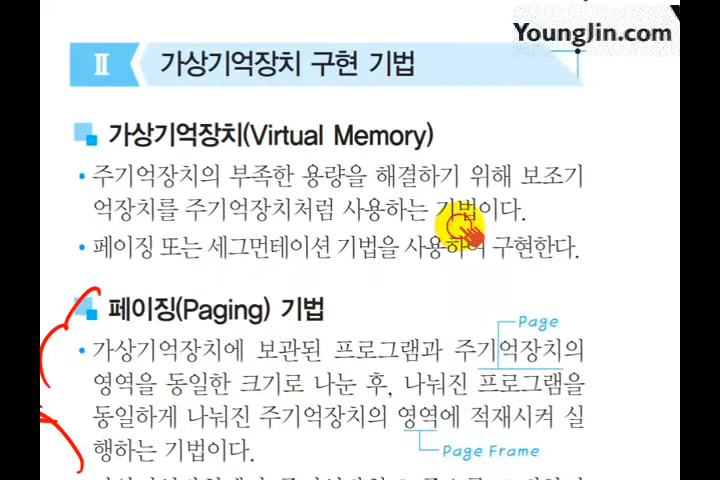 YoungJin.com
Ⅱ 가상기억장치 구현 기법
가상기억장치(Virtual Memory)
• 주기억장치의 부족한 용량을 해결하기 위해 보조기
억장치를 주기억장치처럼 사용하는 기법이다.
• 페이징 또는 세그먼테이션 기법을 사용하여 구현한다.
페이징(Paging) 기법
Page
• 가상기억장치에 보관된 프로그램과 주기억장치의
영역을 동일한 크기로 나눈 후, 나눠진 프로그램을
동일하게 나눠진 주기억장치의 영역에 적재시켜 실
행하는 기법이다.
Page Frame